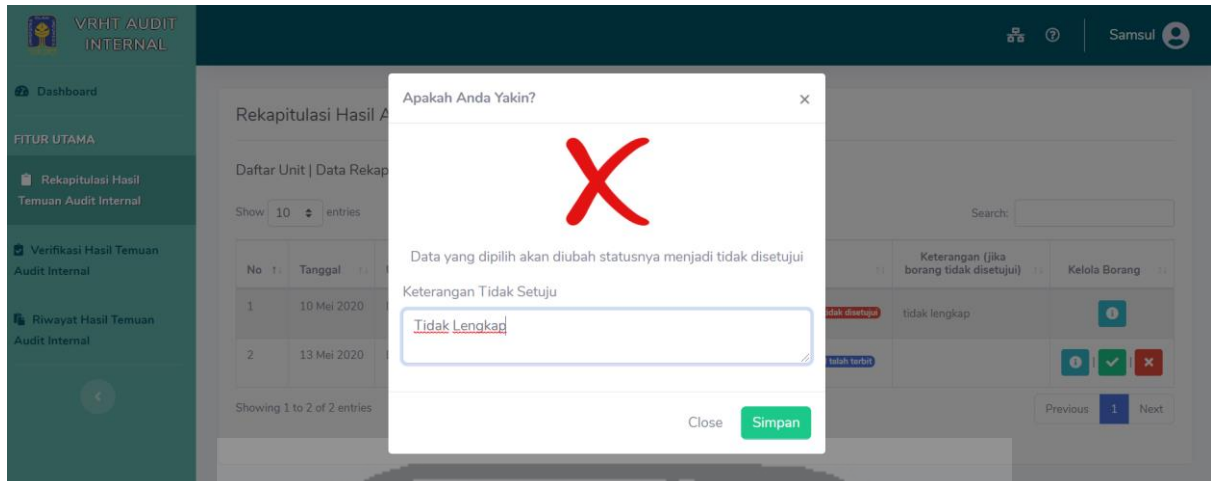 VRHT AUDIT
INTERNAL
Samsul
Dashboard
FITUR UTAMA
Rekapitulasi Hasil
Temuan Audit Internal
Verifikasi Hasil Temuan
Audit Internal
Riwayat Hasil Temuan
Audit Internal
Rekapitulasi Hasil A
Daftar Unit | Data Rekap
Show 10 entries
Search:
No
Tanggal
Keterangan (jika
borang tidak disetujui)
Kelola Borang
1
10 Mei 2020
tidak disetujui
tidak lengkap
2
13 Mei 2020
telah terbit
Showing 1 to 2 of 2 entries
Previous 1 Next
Apakah Anda Yakin?
×
X
Data yang dipilih akan diubah statusnya menjadi tidak disetujui
Keterangan Tidak Setuju
Tidak Lengkap
Close
Simpan